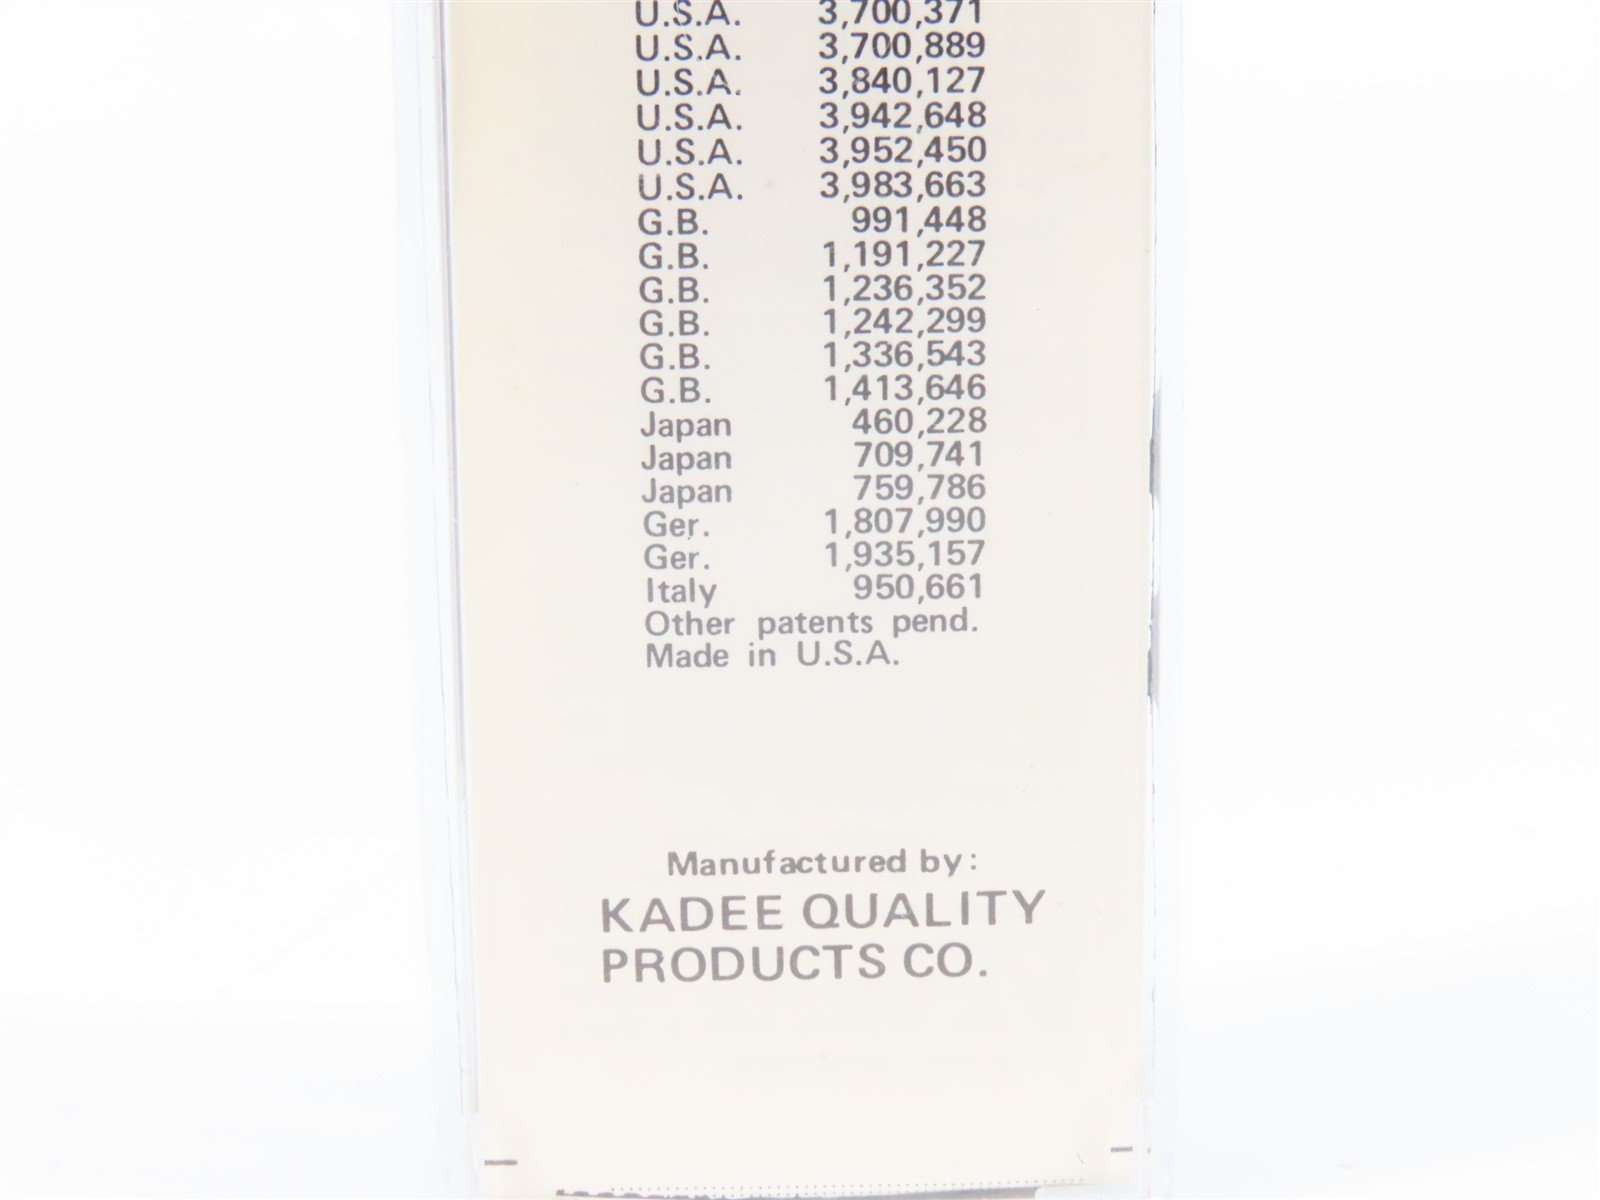 U.S.A. 3,700,371
U.S.A. 3,700,889
U.S.A. 3,840,127
U.S.A. 3,942,648
U.S.A. 3,952,450
U.S.A. 3,983,663
G.B. 991,448
G.B. 1,191,227
G.B. 1,236,352
G.B. 1,242,299
G.B. 1,336,543
G.B. 1,413,646
Japan 460,228
Japan 709,741
Japan 759,786
Ger. 1,807,990
Ger. 1,935,157
Italy 950,661
Other patents pend.
Made in U.S.A.
Manufactured by:
KADEE QUALITY
PRODUCTS CO.